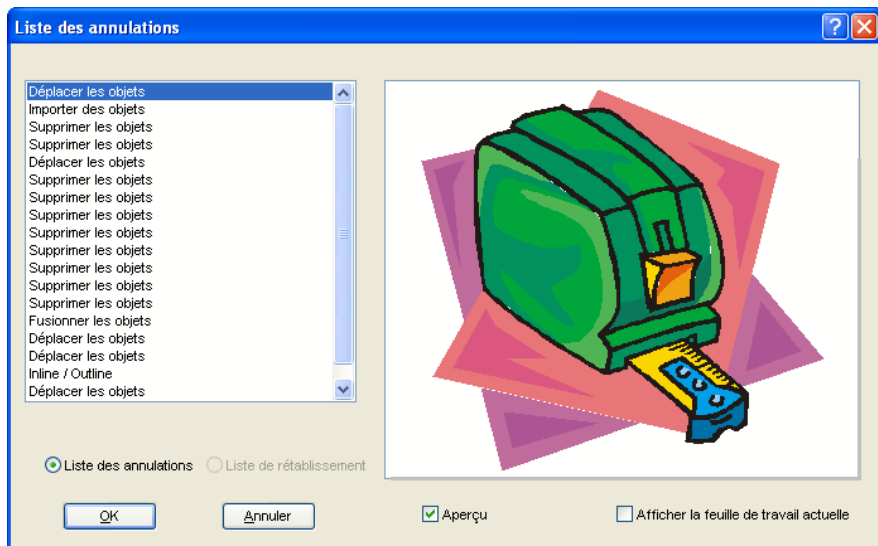 Liste des annulations
Déplacer les objets
Importer des objets
Supprimer les objets
Supprimer les objets
Déplacer les objets
Supprimer les objets
Supprimer les objets
Supprimer les objets
Supprimer les objets
Supprimer les objets
Supprimer les objets
Supprimer les objets
Supprimer les objets
Fusionner les objets
Déplacer les objets
Déplacer les objets
Inline / Outline
Déplacer les objets
Liste des annulations
Liste de rétablissement
OK
Annuler
Aperçu
Afficher la feuille de travail actuelle